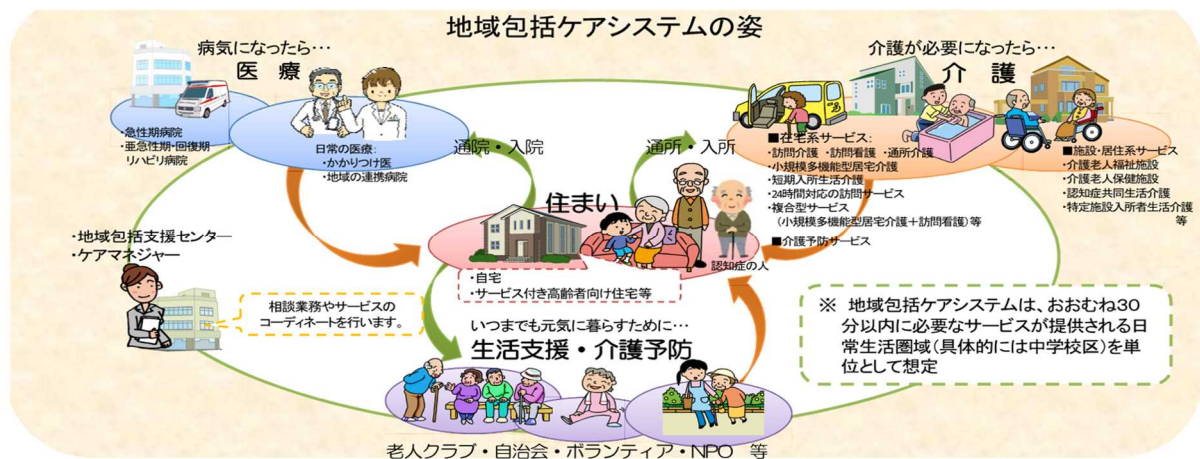 地域包括ケアシステムの姿
病気になったら･･･
医 療
介護が必要になったら･･･
介 護
・急性期病院
・亜急性期・回復期
リハビリ病院
日常の医療:
・かかりつけ医
・地域の連携病院
通院・入院
通所・入所
■在宅系サービス:
・訪問介護 ・訪問看護 ・通所介護
・小規模多機能型居宅介護
・短期入所生活介護
・24時間対応の訪問サービス
・複合型サービス
(小規模多機能型居宅介護+訪問看護)等
■介護予防サービス
■施設・居住系サービス
・介護老人福祉施設
・介護老人保健施設
・認知症共同生活介護
・特定施設入所者生活介護
等
住まい
認知症の人
・自宅
・サービス付き高齢者向け住宅等
・地域包括支援センター
・ケアマネジャー
相談業務やサービスの
コーディネートを行います。
いつまでも元気に暮らすために･･･
生活支援・介護予防
老人クラブ・自治会・ボランティア・NPO 等
※ 地域包括ケアシステムは、おおむね30
分以内に必要なサービスが提供される日
常生活圏域(具体的には中学校区)を単
位として想定